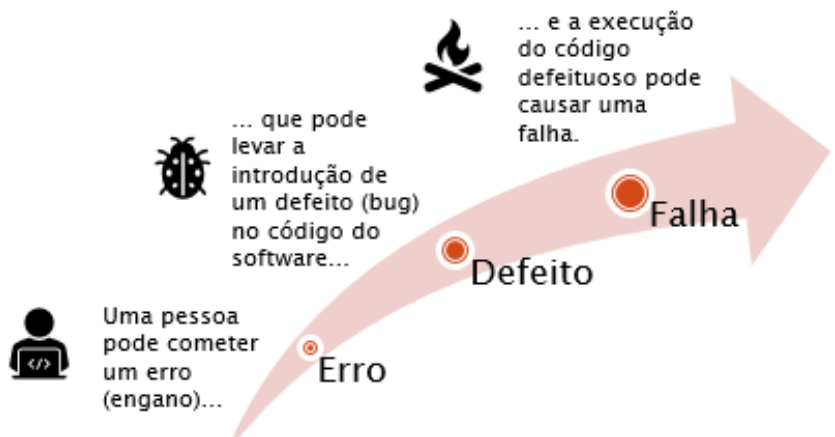 Uma pessoa
pode cometer
um erro
(engano)...
Erro
... que pode
levar a
introdução de
um defeito (bug)
no código do
software...
Defeito
... e a execução
do código
defeituoso pode
causar uma
falha.
Falha